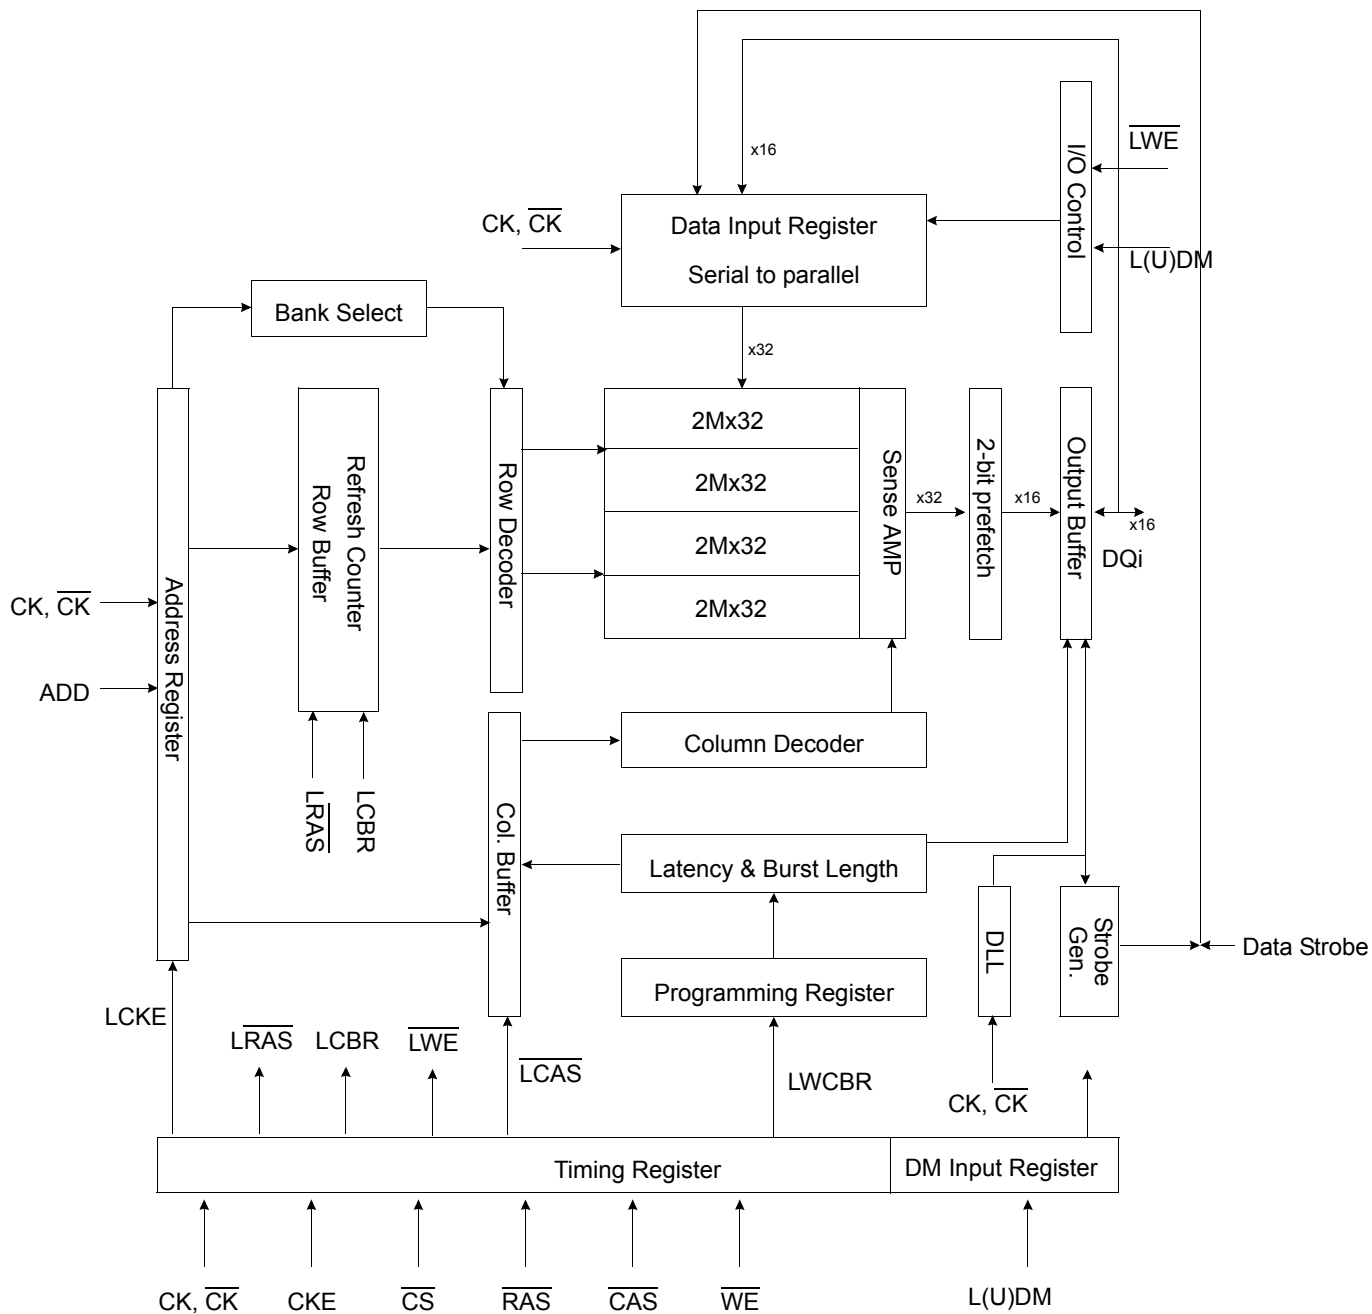 x16
LWE
I/O Control
L(U)DM
CK, CK
Data Input Register
Serial to parallel
x32
Bank Select
Address Register
CK, CK
ADD
Refresh Counter
Row Buffer
LRAS
LCBR
Row Decoder
2Mx32
2Mx32
2Mx32
2Mx32
Sense AMP
x32
2-bit prefetch
x16
Output Buffer
x16
DQi
Column Decoder
Col. Buffer
Latency & Burst Length
Programming Register
DLL
Strobe
Gen.
Data Strobe
CK, CK
LCKE
LRAS
LCBR
LWE
LCAS
LWCBR
Timing Register
DM Input Register
CK, CK
CKE
CS
RAS
CAS
WE
L(U)DM